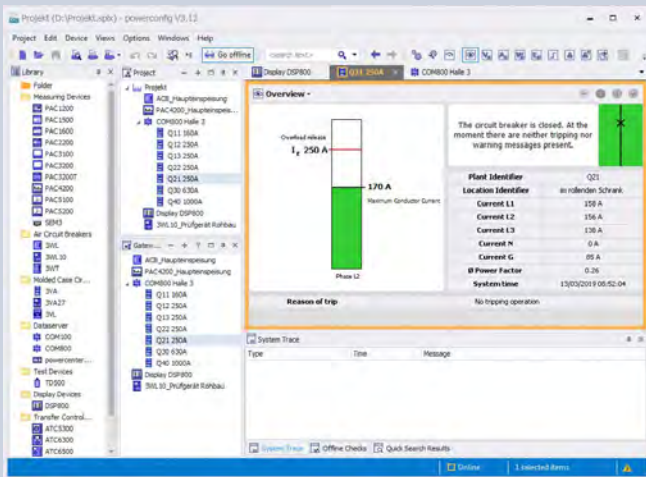 Projekt (D:\Projekt.splx) - powerconfig V3.12
Project Edit Device Views Options Windows Help
Go offline
<search text>
Library
Folder
Measuring Devices
PAC1200
PAC1500
PAC1600
PAC2200
PAC3100
PAC3200
PAC3200T
PAC4200
PAC5100
PAC5200
SEM3
Air Circuit Breakers
3WL
3WL10
3WT
Molded Case Cir...
3VA
3VA27
3VL
Dataserver
COM100
COM800
powercenter...
Test Devices
TD500
Display Devices
DSP800
Transfer Control...
ATC5300
ATC6300
ATC6500
Project
Projekt
ACB_Haupteinspeisung
PAC4200_Haupteinspeis...
COM800 Halle 3
Q11 160A
Q12 250A
Q13 250A
Q22 250A
Q21 250A
Q30 630A
Q40 1000A
Display DSP800
3WL10_Prüfgerät Rohbau
Gatew...
ACB_Haupteinspeisung
PAC4200_Haupteinspeisung
COM800 Halle 3
Q11 160A
Q12 250A
Q13 250A
Q22 250A
Q21 250A
Q30 630A
Q40 1000A
Display DSP800
3WL10_Prüfgerät Rohbau
Display DSP800
Q21 250A
COM800 Halle 3
Overview
Overload release
Ir 250 A
170 A
Maximum Conductor Current
Phase L2
The circuit breaker is closed. At the
moment there are neither tripping nor
warning messages present.
Plant Identifier Q21
Location Identifier im rollenden Schrank
Current L1 158 A
Current L2 156 A
Current L3 138 A
Current N 0 A
Current G 85 A
Ø Power Factor 0.26
System time 13/03/2019 08:52:04
Reason of trip No tripping operation
System Trace
Type Time Message
System Trace Offline Checks Quick Search Results
Online 1 selected items